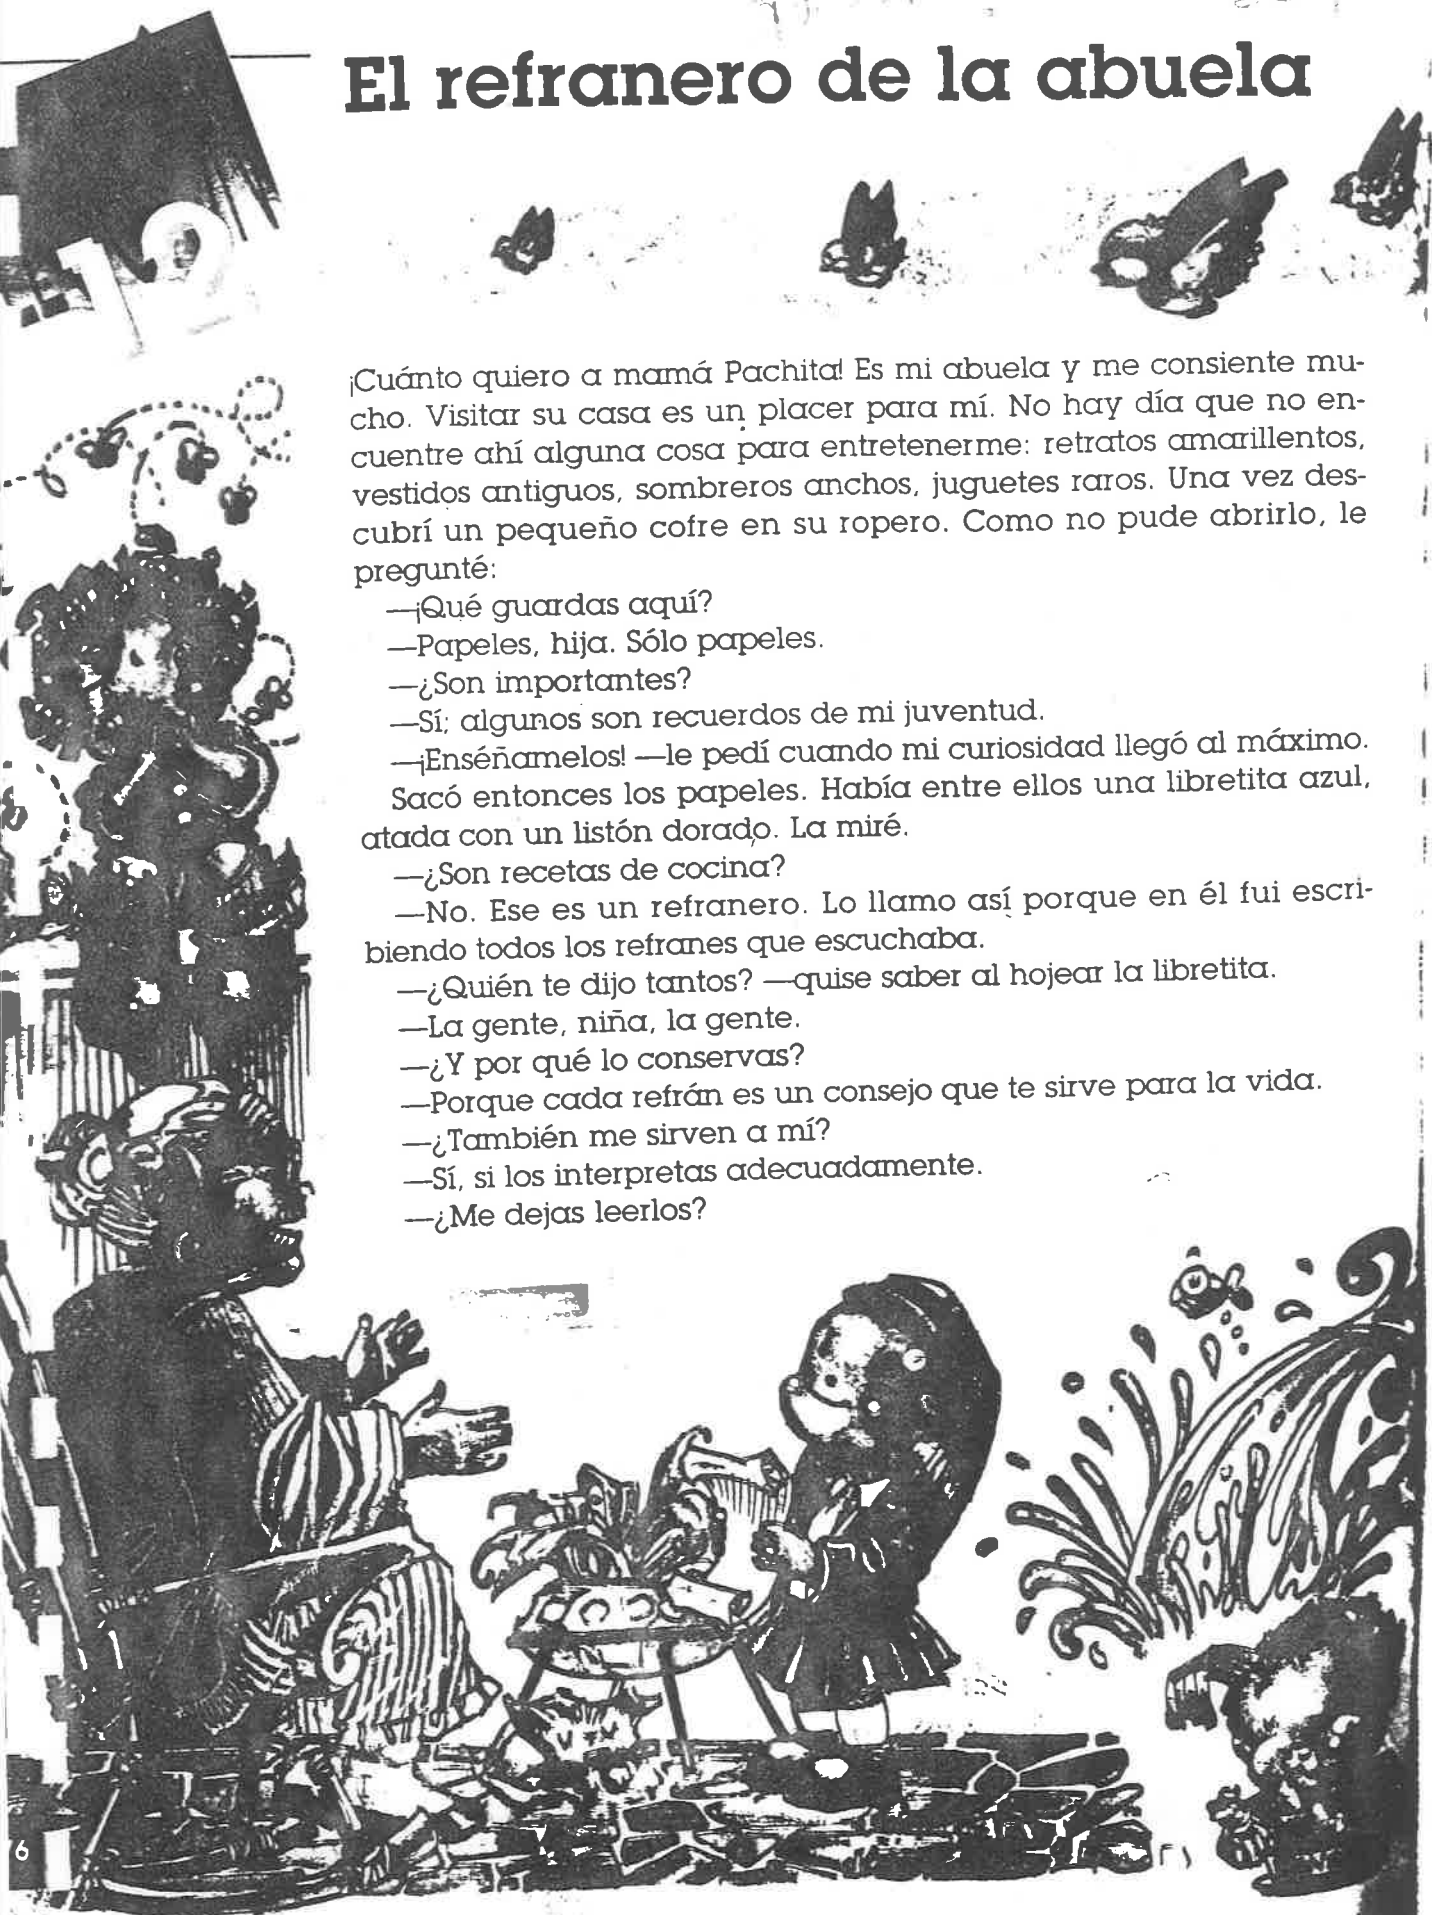 El refranero de la abuela
12
¡Cuánto quiero a mamá Pachita! Es mi abuela y me consiente mu-
cho. Visitar su casa es un placer para mí. No hay día que no en-
cuentre ahí alguna cosa para entretenerme: retratos amarillentos,
vestidos antiguos, sombreros anchos, juguetes raros. Una vez des-
cubrí un pequeño cofre en su ropero. Como no pude abrirlo, le
pregunté:
—¡Qué guardas aquí?
—Papeles, hija. Sólo papeles.
—¿Son importantes?
—Sí; algunos son recuerdos de mi juventud.
—¡Enséñamelos! —le pedí cuando mi curiosidad llegó al máximo.
Sacó entonces los papeles. Había entre ellos una libretita azul,
atada con un listón dorado. La miré.
—¿Son recetas de cocina?
—No. Ese es un refranero. Lo llamo así porque en él fui escri-
biendo todos los refranes que escuchaba.
—¿Quién te dijo tantos? —quise saber al hojear la libretita.
—La gente, niña, la gente.
—¿Y por qué lo conservas?
—Porque cada refrán es un consejo que te sirve para la vida.
—¿También me sirven a mí?
—Sí, si los interpretas adecuadamente.
—¿Me dejas leerlos?
6